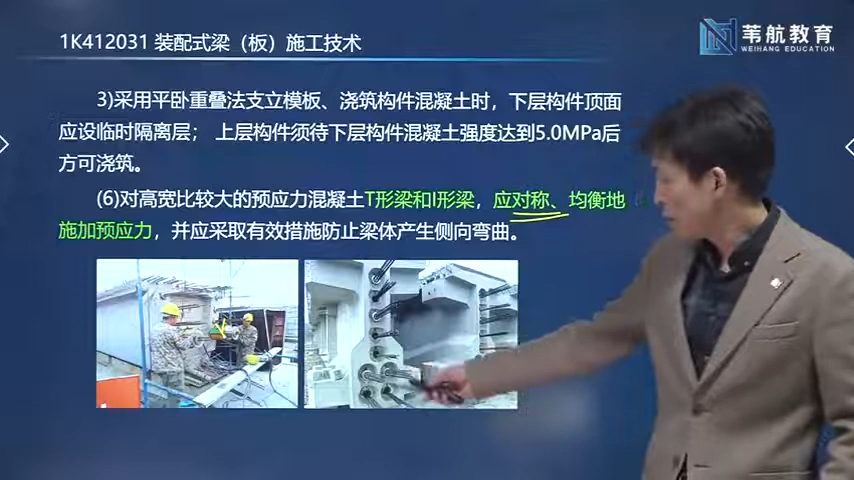 1K412031 装配式梁（板）施工技术
苇航教育
WEIHANG EDUCATION
3)采用平卧重叠法支立模板、浇筑构件混凝土时，下层构件顶面
应设临时隔离层； 上层构件须待下层构件混凝土强度达到5.0MPa后
方可浇筑。
(6)对高宽比较大的预应力混凝土T形梁和I形梁，应对称、均衡地
施加预应力，并应采取有效措施防止梁体产生侧向弯曲。